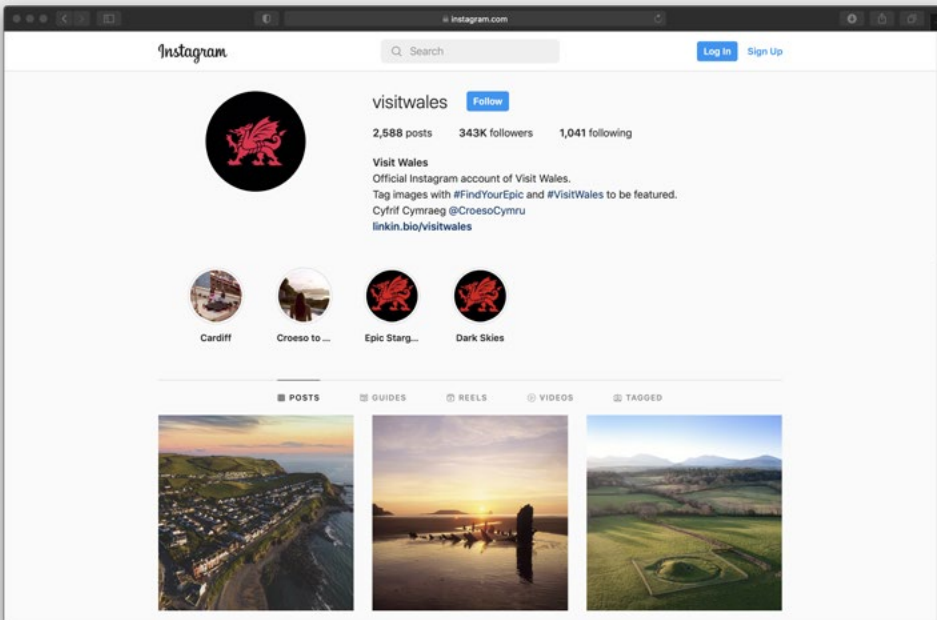 instagram.com
Instagram
Search
Log In
Sign Up
visitwales
Follow
2,588 posts 343K followers 1,041 following
Visit Wales
Official Instagram account of Visit Wales.
Tag images with #FindYourEpic and #VisitWales to be featured.
Cyfrif Cymraeg @CroesoCymru
linkin.bio/visitwales
Cardiff
Croeso to ...
Epic Starg...
Dark Skies
POSTS
GUIDES
REELS
VIDEOS
TAGGED